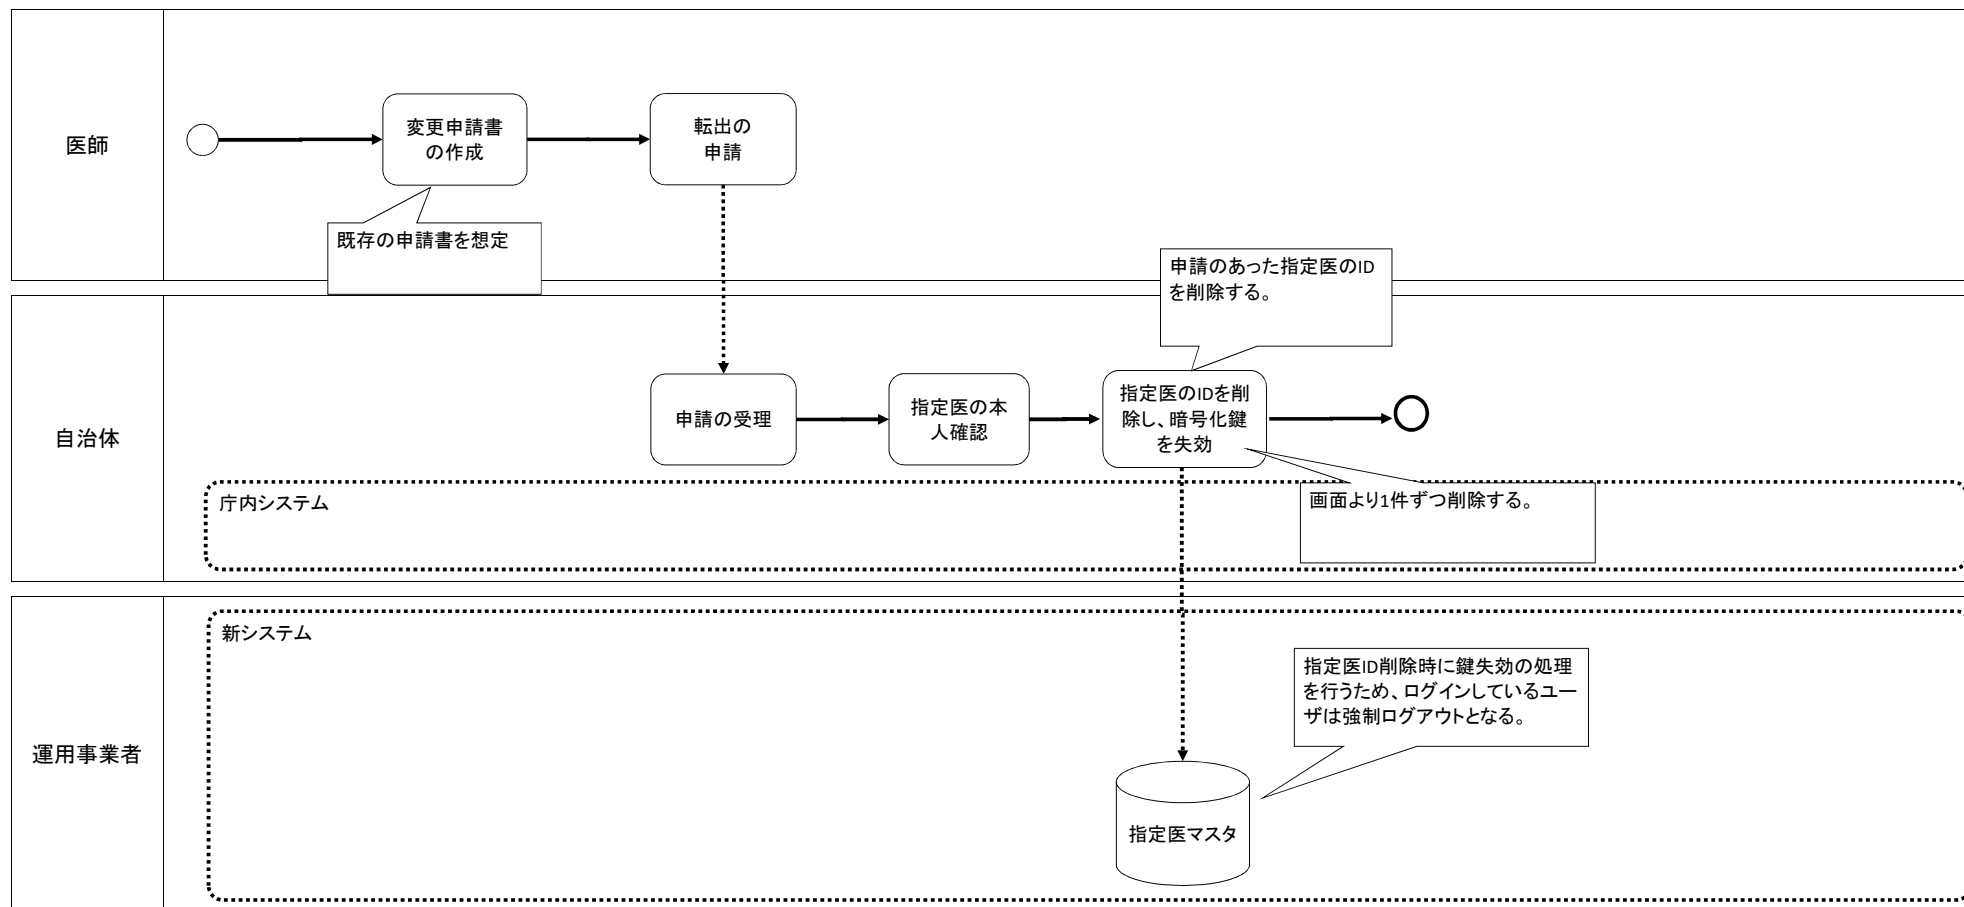 医師
変更申請書
の作成
転出の
申請
既存の申請書を想定
申請のあった指定医のID
を削除する。
自治体
申請の受理
指定医の本
人確認
指定医のIDを削
除し、暗号化鍵
を失効
庁内システム
画面より1件ずつ削除する。
運用事業者
新システム
指定医ID削除時に鍵失効の処理
を行うため、ログインしているユー
ザは強制ログアウトとなる。
指定医マスタ